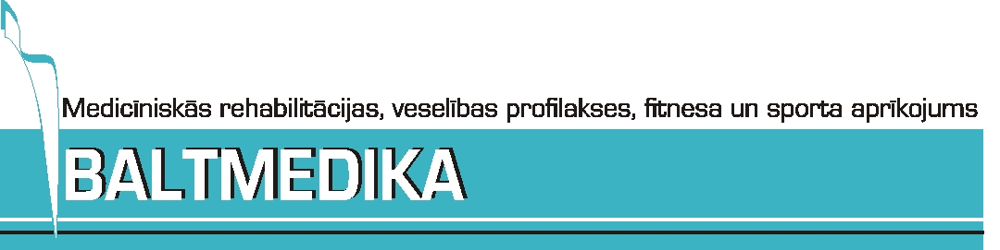 Medicīniskās rehabilitācijas, veselības profilakses, fitnesa un sporta aprīkojums
BALTMEDIKA